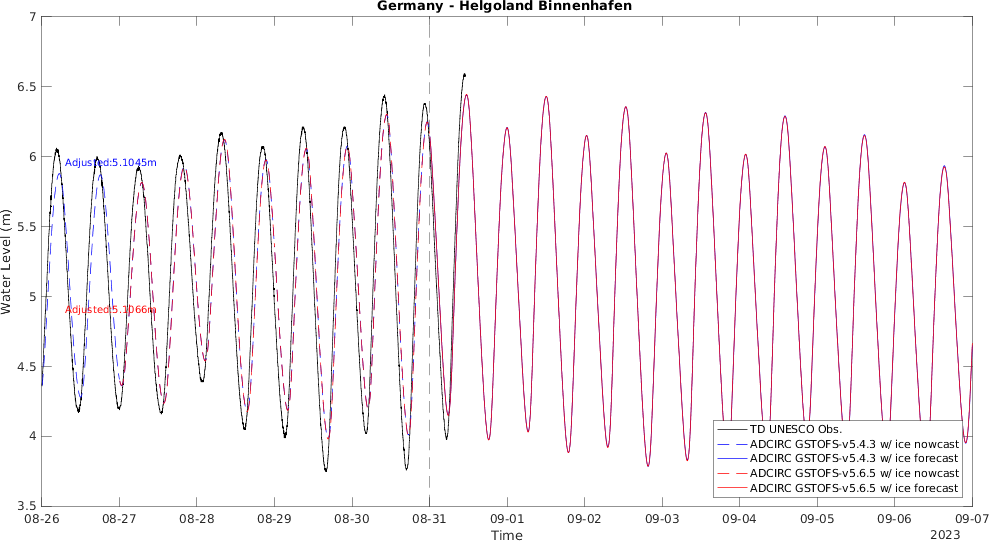 Germany - Helgoland Binnenhafen
Water Level (m)
7
6.5
6
5.5
5
4.5
4
3.5
Adjusted:5.1045m
Adjusted:5.1066m
TD UNESCO Obs.
ADCIRC GSTOFS-v5.4.3 w/ ice nowcast
ADCIRC GSTOFS-v5.4.3 w/ ice forecast
ADCIRC GSTOFS-v5.6.5 w/ ice nowcast
ADCIRC GSTOFS-v5.6.5 w/ ice forecast
08-26 08-27 08-28 08-29 08-30 08-31 09-01 09-02 09-03 09-04 09-05 09-06 09-07
Time
2023